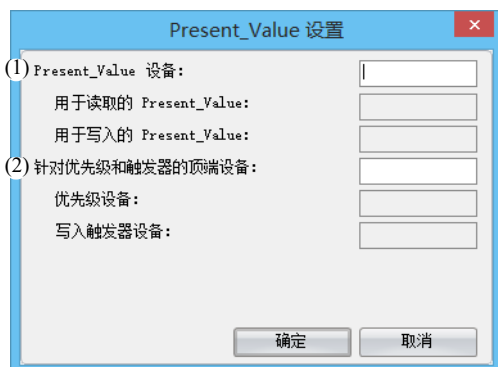 Present_Value 设置
(1) Present_Value 设备:
用于读取的 Present_Value:
用于写入的 Present_Value:
(2) 针对优先级和触发器的顶端设备:
优先级设备:
写入触发器设备:
确定 取消